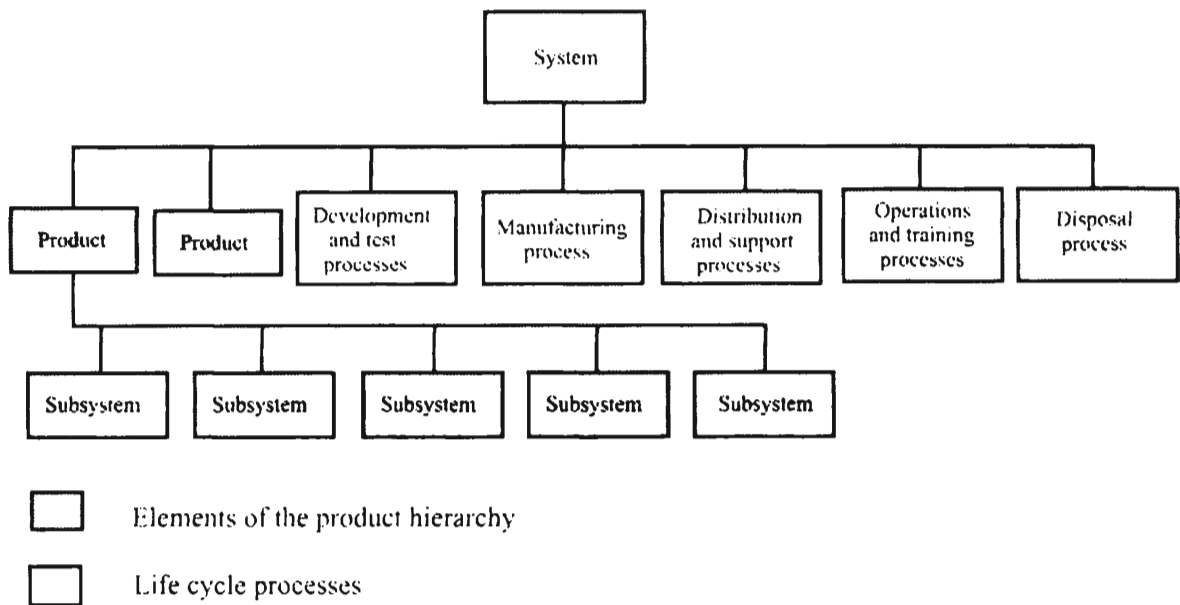 System
Product
Product
Development
and test
processes
Manufacturing
process
Distribution
and support
processes
Operations
and training
processes
Disposal
process
Subsystem
Subsystem
Subsystem
Subsystem
Subsystem
Elements of the product hierarchy
Life cycle processes